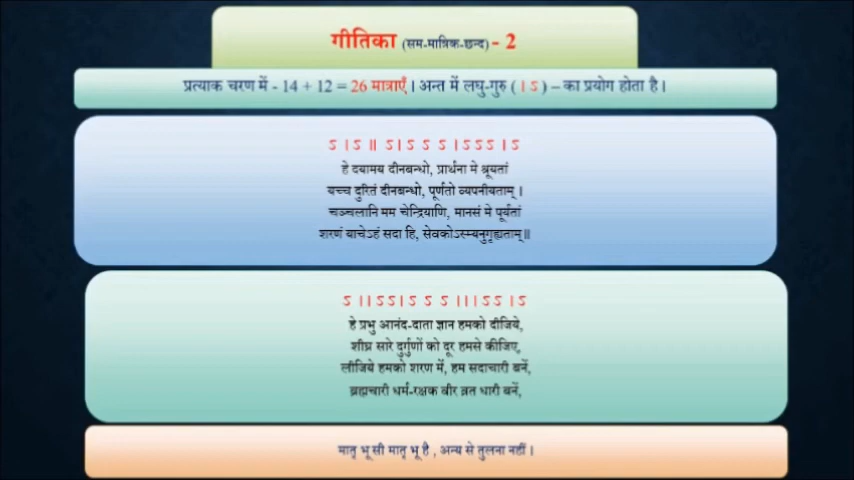 गीतिका (सम-मात्रिक-छन्द) - 2
प्रत्याक चरण में - 14 + 12 = 26 मात्राएँ । अन्त में लघु-गुरु ( । ऽ ) – का प्रयोग होता है ।
ऽ । ऽ ॥ ऽ । ऽ ऽ ऽ । ऽ ऽ ऽ । ऽ
हे दयामय दीनबन्धो, प्रार्थना मे श्रूयतां
यच्च दुरितं दीनबन्धो, पूर्णतो व्यपनीयताम् ।
चञ्चलानि मम चेन्द्रियाणि, मानसं मे पूयतां
शरणं याचेऽहं सदा हि, सेवकोऽस्म्यनुगृह्यताम् ॥
ऽ । । ऽ ऽ । ऽ ऽ ऽ । । । ऽ ऽ । ऽ
हे प्रभु आनंद-दाता ज्ञान हमको दीजिये,
शीघ्र सारे दुर्गुणों को दूर हमसे कीजिए,
लीजिये हमको शरण में, हम सदाचारी बनें,
ब्रह्मचारी धर्म-रक्षक वीर व्रत धारी बनें,
मातृ भू सी मातृ भू है , अन्य से तुलना नहीं ।